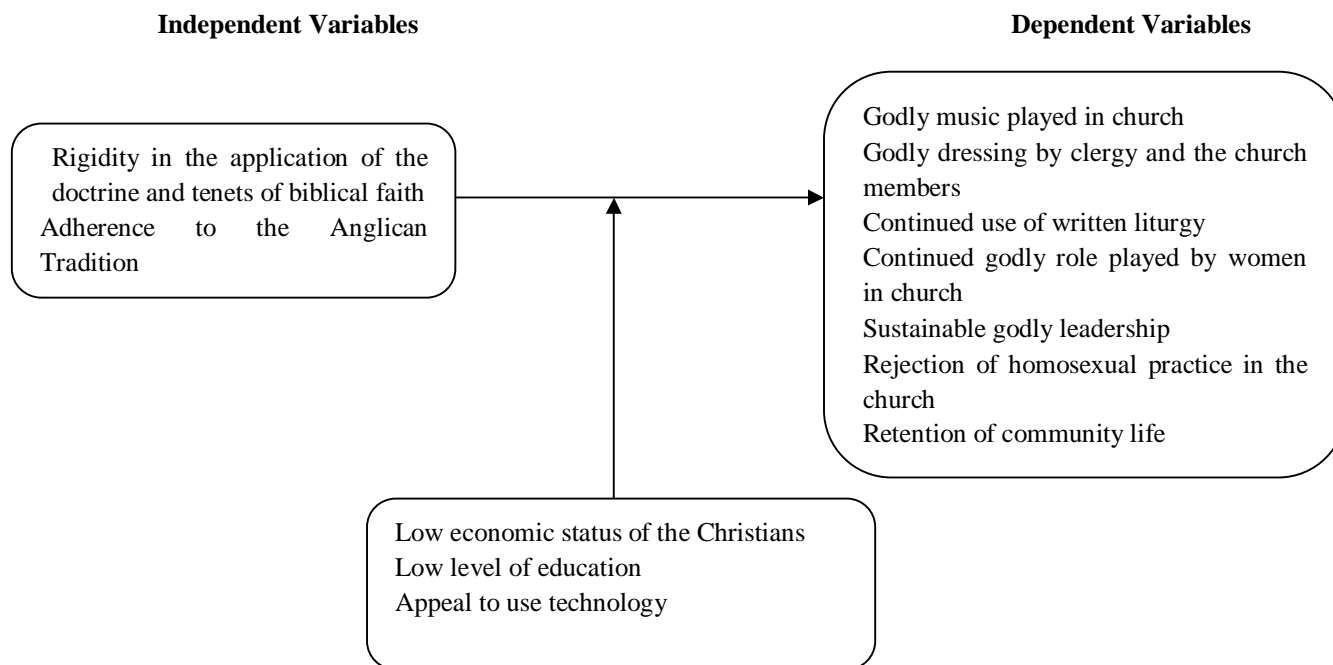 Independent Variables
Dependent Variables
Rigidity in the application of the
doctrine and tenets of biblical faith
Adherence to the Anglican
Tradition
Godly music played in church
Godly dressing by clergy and the church
members
Continued use of written liturgy
Continued godly role played by women
in church
Sustainable godly leadership
Rejection of homosexual practice in the
church
Retention of community life
Low economic status of the Christians
Low level of education
Appeal to use technology